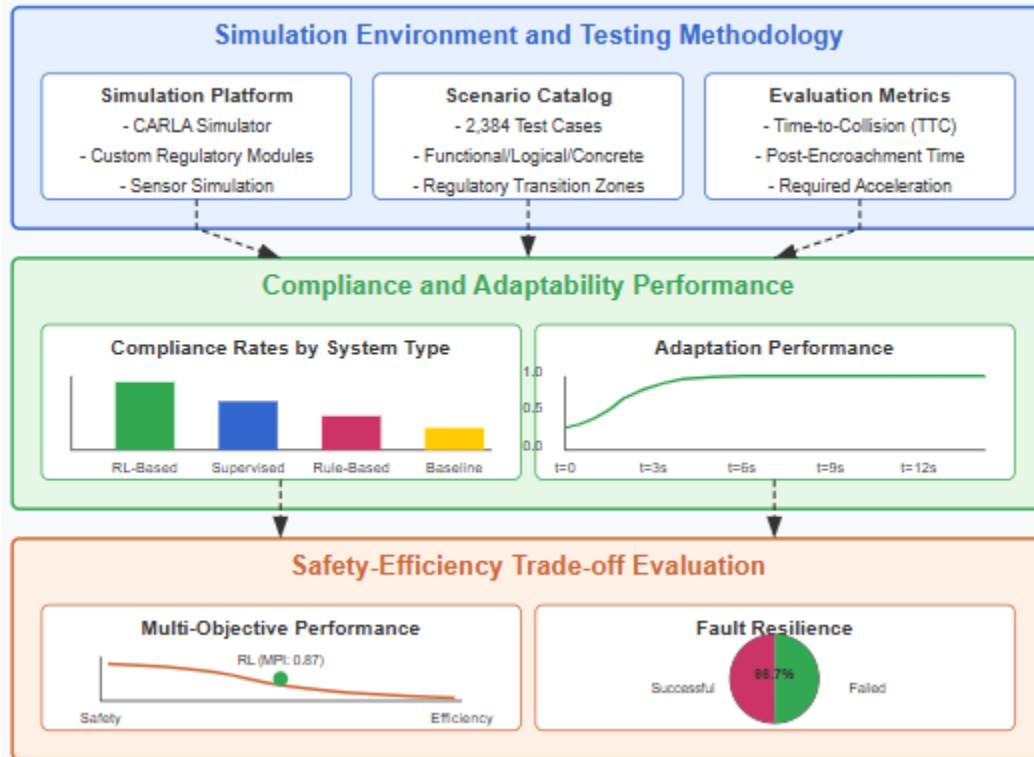 Simulation Environment and Testing Methodology
Simulation Platform
- CARLA Simulator
- Custom Regulatory Modules
- Sensor Simulation
Scenario Catalog
- 2,384 Test Cases
- Functional/Logical/Concrete
- Regulatory Transition Zones
Evaluation Metrics
- Time-to-Collision (TTC)
- Post-Encroachment Time
- Required Acceleration
Compliance and Adaptability Performance
Compliance Rates by System Type
RL-Based
Supervised
Rule-Based
Baseline
Adaptation Performance
1.0
0.5
0.0
t=0
t=3s
t=6s
t=9s
t=12s
Safety-Efficiency Trade-off Evaluation
Multi-Objective Performance
RL (MPI: 0.87)
Safety
Efficiency
Fault Resilience
Successful
Failed